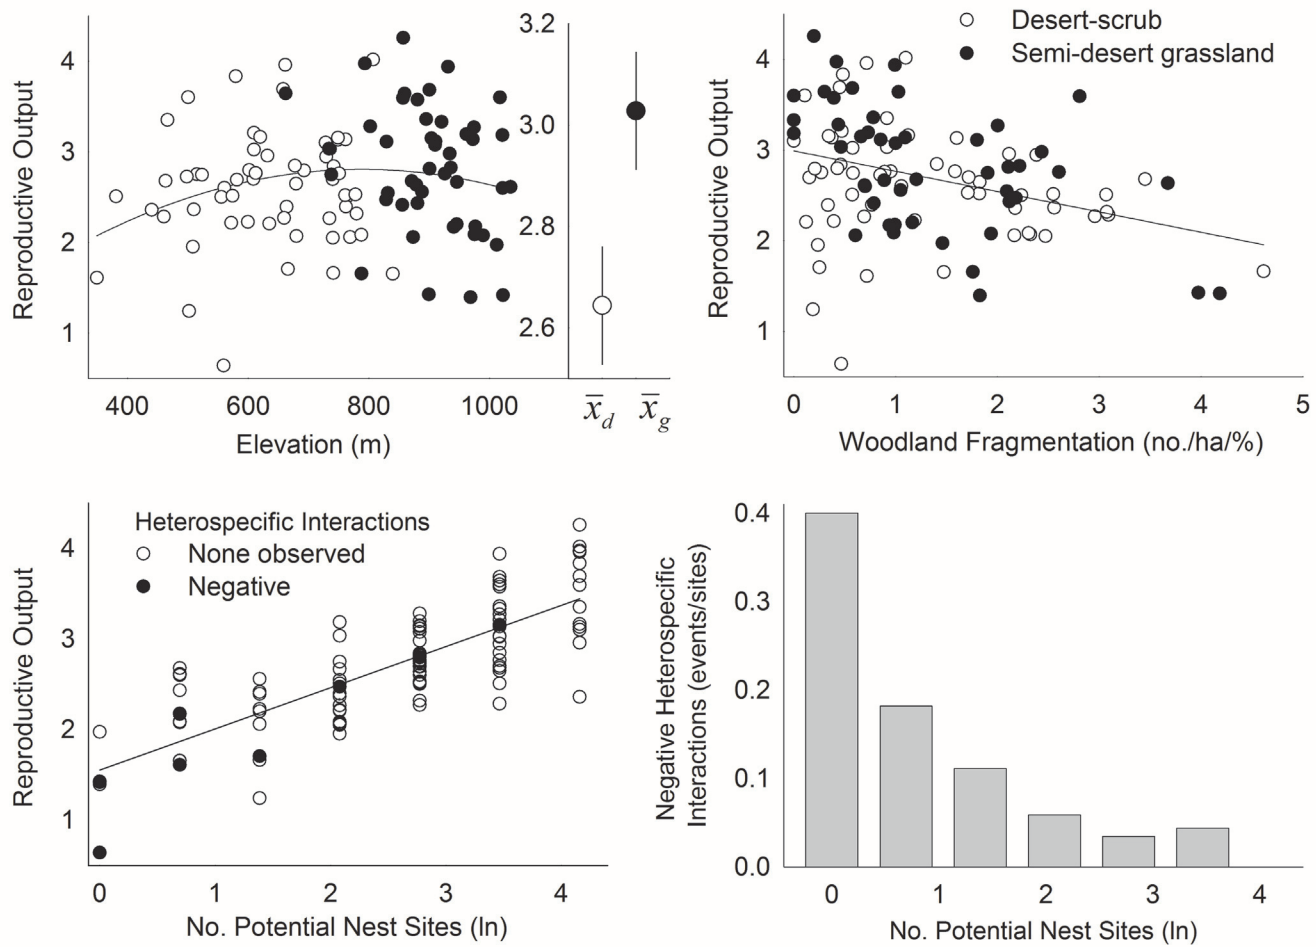 Reproductive Output
4
3
2
1
400
600
800
1000
Elevation (m)
3.2
3.0
2.8
2.6
x̅d
x̅g
Desert-scrub
Semi-desert grassland
Reproductive Output
4
3
2
1
0
1
2
3
4
5
Woodland Fragmentation (no./ha/%)
Heterospecific Interactions
None observed
Negative
Reproductive Output
4
3
2
1
0
1
2
3
4
No. Potential Nest Sites (ln)
Negative Heterospecific
Interactions (events/sites)
0.4
0.3
0.2
0.1
0.0
0
1
2
3
4
No. Potential Nest Sites (ln)